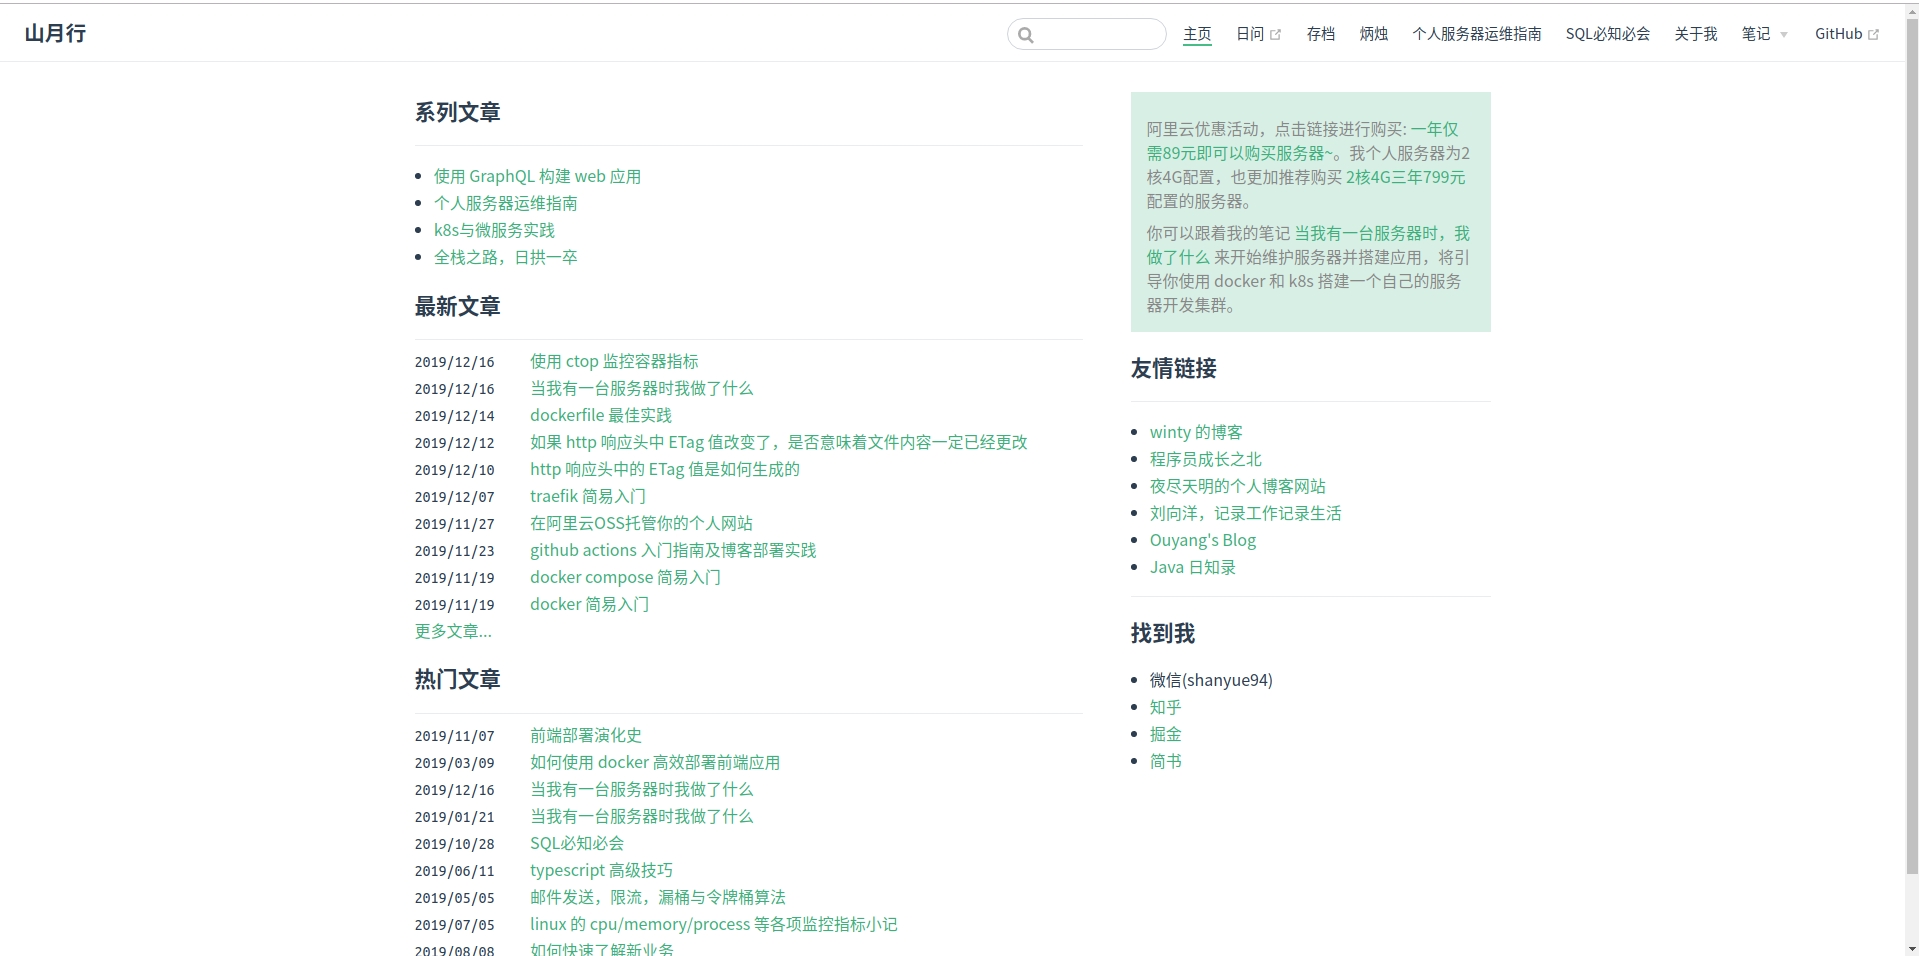 山月行
主页 日问 存档 炳烛 个人服务器运维指南 SQL必知必会 关于我 笔记 GitHub
系列文章
使用 GraphQL 构建 web 应用
个人服务器运维指南
k8s与微服务实践
全栈之路，日拱一卒
最新文章
2019/12/16 使用 ctop 监控容器指标
2019/12/16 当我有一台服务器时我做了什么
2019/12/14 dockerfile 最佳实践
2019/12/12 如果 http 响应头中 ETag 值改变了，是否意味着文件内容一定已经更改
2019/12/10 http 响应头中的 ETag 值是如何生成的
2019/12/07 traefik 简易入门
2019/11/27 在阿里云OSS托管你的个人网站
2019/11/23 github actions 入门指南及博客部署实践
2019/11/19 docker compose 简易入门
2019/11/19 docker 简易入门
更多文章...
热门文章
2019/11/07 前端部署演化史
2019/03/09 如何使用 docker 高效部署前端应用
2019/12/16 当我有一台服务器时我做了什么
2019/01/21 当我有一台服务器时我做了什么
2019/10/28 SQL必知必会
2019/06/11 typescript 高级技巧
2019/05/05 邮件发送，限流，漏桶与令牌桶算法
2019/07/05 linux 的 cpu/memory/process 等各项监控指标小记
2019/08/08 如何快速了解新业务
阿里云优惠活动，点击链接进行购买: 一年仅
需89元即可以购买服务器~。我个人服务器为2
核4G配置，也更加推荐购买 2核4G三年799元
配置的服务器。
你可以跟着我的笔记 当我有一台服务器时，我
做了什么 来开始维护服务器并搭建应用，将引
导你使用 docker 和 k8s 搭建一个自己的服务
器开发集群。
友情链接
winty 的博客
程序员成长之北
夜尽天明的个人博客网站
刘向洋，记录工作记录生活
Ouyang's Blog
Java 日知录
找到我
微信(shanyue94)
知乎
掘金
简书